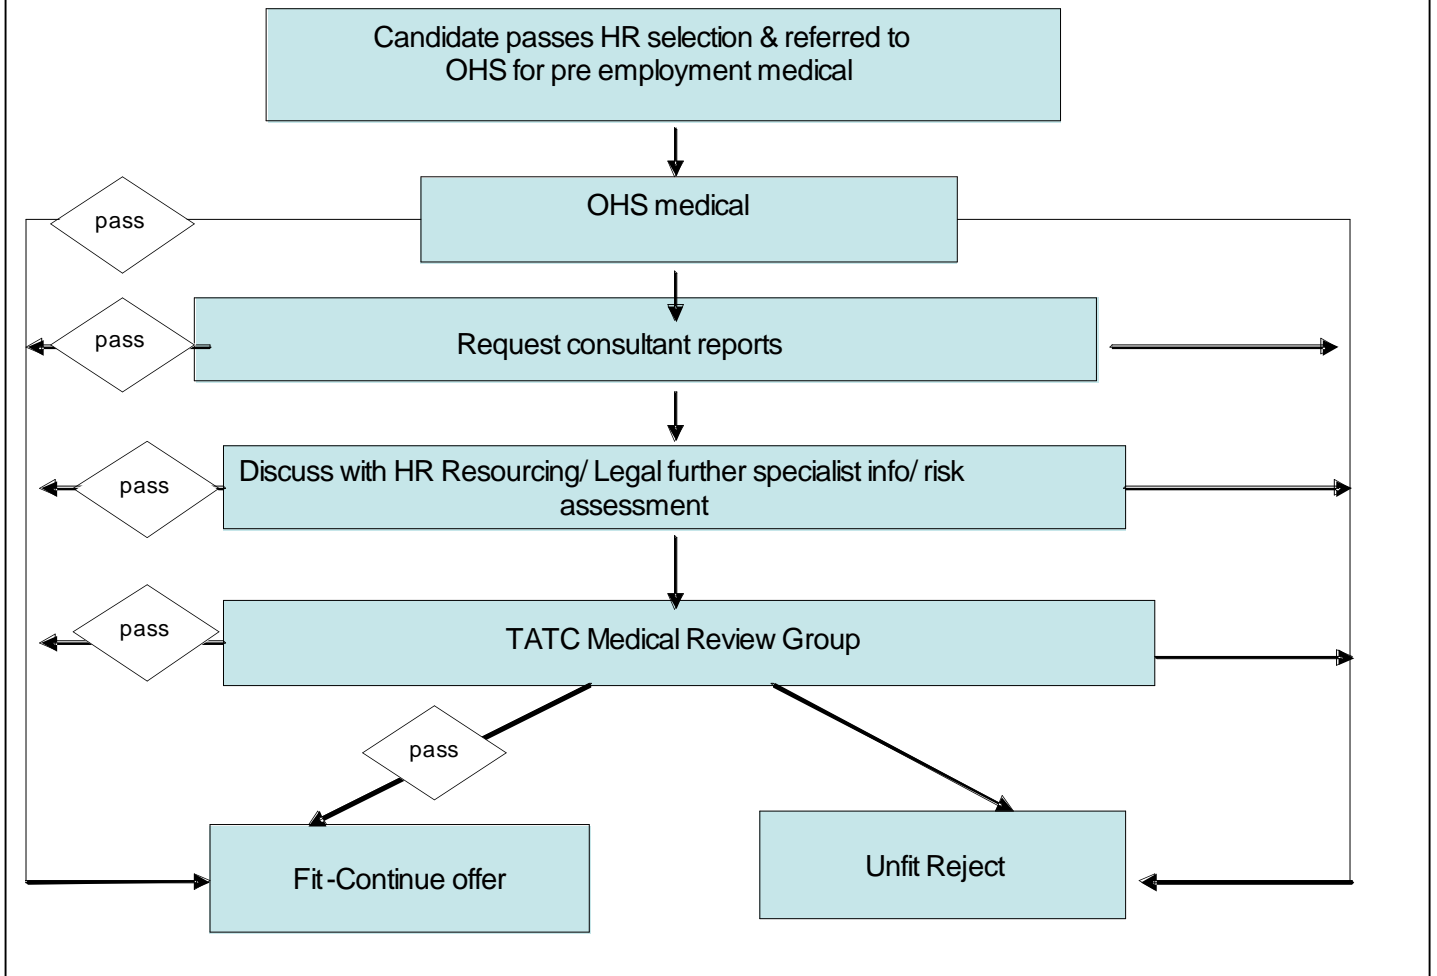 Candidate passes HR selection & referred to
OHS for pre employment medical
pass
OHS medical
pass
Request consultant reports
pass
Discuss with HR Resourcing/ Legal further specialist info/ risk
assessment
pass
TATC Medical Review Group
pass
Fit-Continue offer
Unfit Reject